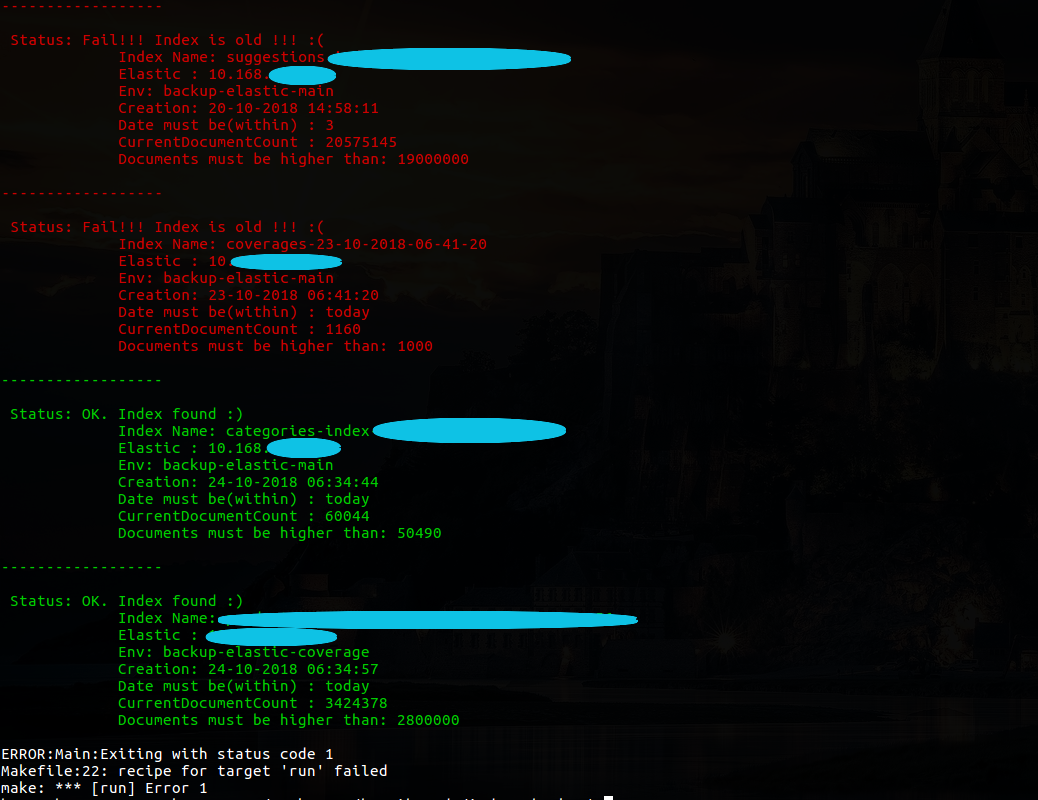 ------------------
Status: Fail!!! Index is old !!! :(
Index Name: suggestions
Elastic : 10.168.
Env: backup-elastic-main
Creation: 20-10-2018 14:58:11
Date must be(within) : 3
CurrentDocumentCount : 20575145
Documents must be higher than: 19000000
------------------
Status: Fail!!! Index is old !!! :(
Index Name: coverages-23-10-2018-06-41-20
Elastic : 10.
Env: backup-elastic-main
Creation: 23-10-2018 06:41:20
Date must be(within) : today
CurrentDocumentCount : 1160
Documents must be higher than: 1000
------------------
Status: OK. Index found :)
Index Name: categories-index
Elastic : 10.168.
Env: backup-elastic-main
Creation: 24-10-2018 06:34:44
Date must be(within) : today
CurrentDocumentCount : 60044
Documents must be higher than: 50490
------------------
Status: OK. Index found :)
Index Name:
Elastic :
Env: backup-elastic-coverage
Creation: 24-10-2018 06:34:57
Date must be(within) : today
CurrentDocumentCount : 3424378
Documents must be higher than: 2800000
ERROR:Main:Exiting with status code 1
Makefile:22: recipe for target 'run' failed
make: *** [run] Error 1